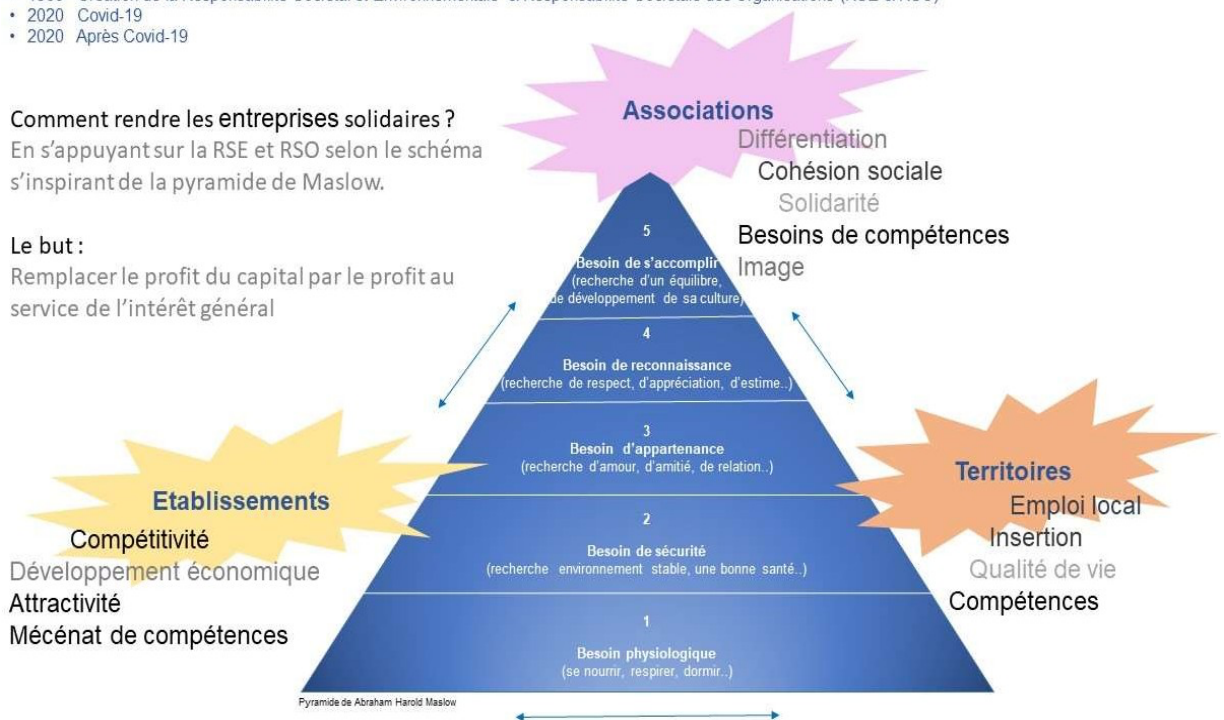 • 2020 Covid-19
• 2020 Après Covid-19
Comment rendre les entreprises solidaires ?
En s'appuyant sur la RSE et RSO selon le schéma
s'inspirant de la pyramide de Maslow.
Le but :
Remplacer le profit du capital par le profit au
service de l'intérêt général
Associations
Différentiation
Cohésion sociale
Solidarité
Besoins de compétences
Image
5
Besoin de s'accomplir
(recherche d'un équilibre,
de développement de sa culture)
4
Besoin de reconnaissance
(recherche de respect, d'appréciation, d'estime..)
3
Besoin d'appartenance
(recherche d'amour, d'amitié, de relation..)
2
Besoin de sécurité
(recherche environnement stable, une bonne santé..)
1
Besoin physiologique
(se nourrir, respirer, dormir..)
Etablissements
Compétitivité
Développement économique
Attractivité
Mécénat de compétences
Territoires
Emploi local
Insertion
Qualité de vie
Compétences
Pyramide de Abraham Harold Maslow